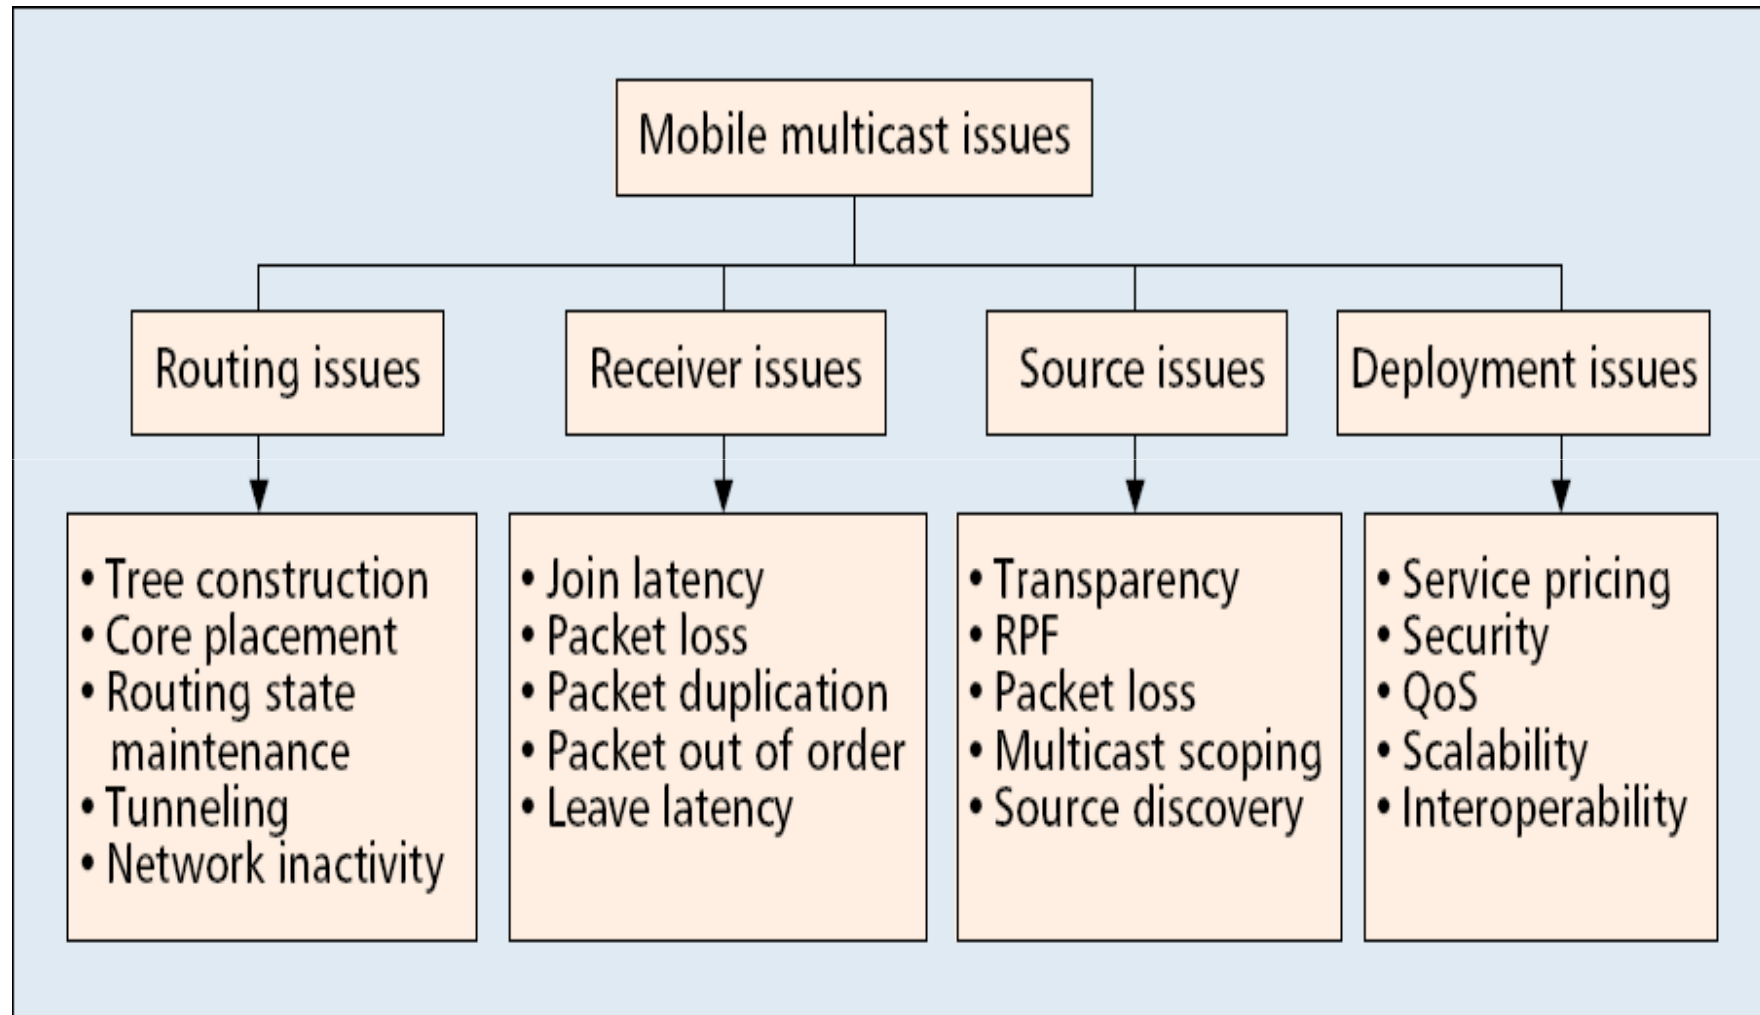 Mobile multicast issues
Routing issues
Receiver issues
Source issues
Deployment issues
• Tree construction
• Core placement
• Routing state
maintenance
• Tunneling
• Network inactivity
• Join latency
• Packet loss
• Packet duplication
• Packet out of order
• Leave latency
• Transparency
• RPF
• Packet loss
• Multicast scoping
• Source discovery
• Service pricing
• Security
• QoS
• Scalability
• Interoperability